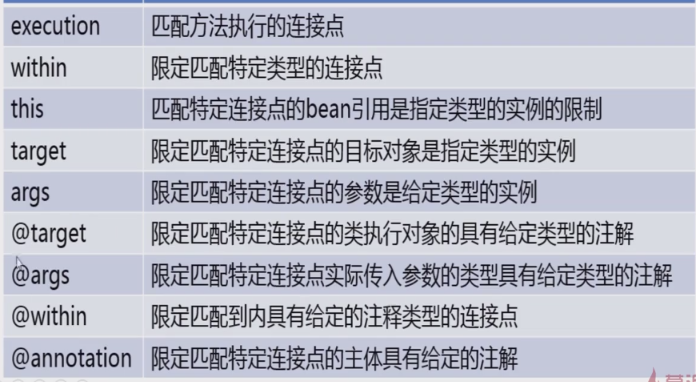 execution 匹配方法执行的连接点
within 限定匹配特定类型的连接点
this 匹配特定连接点的bean引用是指定类型的实例的限制
target 限定匹配特定连接点的目标对象是指定类型的实例
args 限定匹配特定连接点的参数是给定类型的实例
@target 限定匹配特定连接点的类执行对象的具有给定类型的注解
@args 限定匹配特定连接点实际传入参数的类型具有给定类型的注解
@within 限定匹配到内具有给定的注释类型的连接点
@annotation 限定匹配特定连接点的主体具有给定的注解